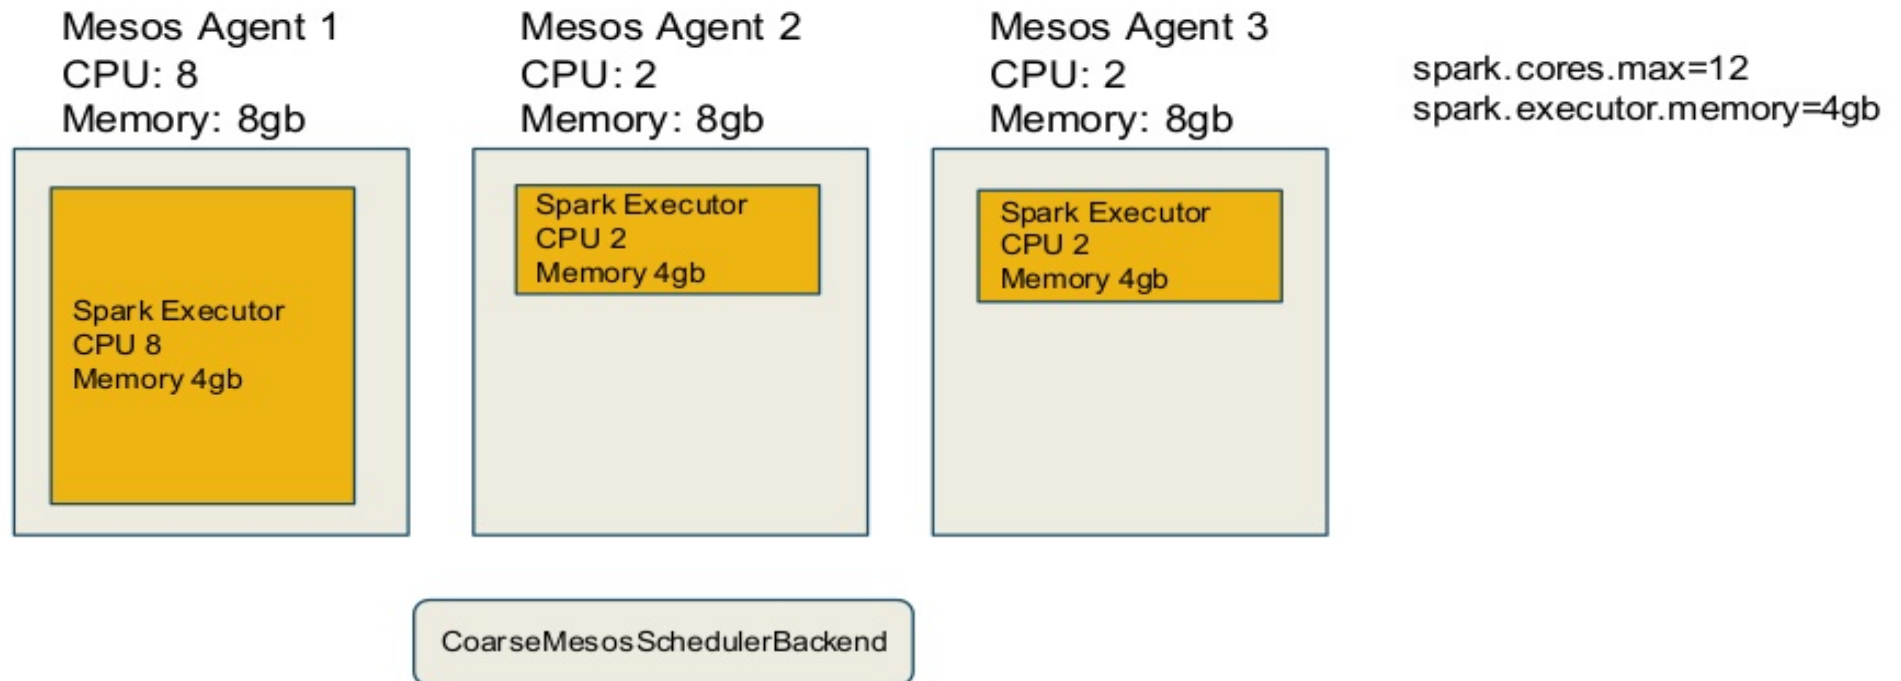 Mesos Agent 1
CPU: 8
Memory: 8gb
Mesos Agent 2
CPU: 2
Memory: 8gb
Mesos Agent 3
CPU: 2
Memory: 8gb
spark.cores.max=12
spark.executor.memory=4gb
Spark Executor
CPU 8
Memory 4gb
Spark Executor
CPU 2
Memory 4gb
Spark Executor
CPU 2
Memory 4gb
CoarseMesosSchedulerBackend